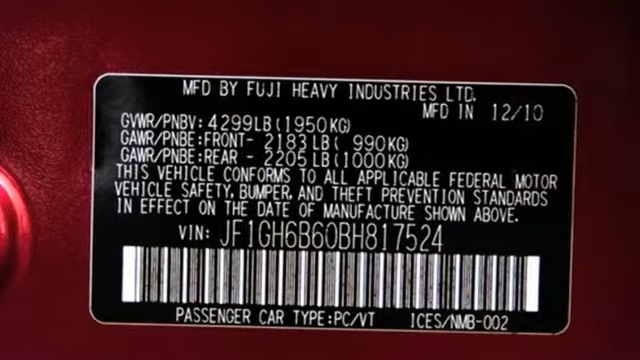 MFD BY FUJI HEAVY INDUSTRIES LTD.
MFD IN 12/10
GVWR/PNBV: 4299LB(1950KG)
GAWR/PNBE:FRONT- 2183LB( 990KG)
GAWR/PNBE:REAR - 2205LB(1000KG)
THIS VEHICLE CONFORMS TO ALL APPLICABLE FEDERAL MOTOR
VEHICLE SAFETY, BUMPER, AND THEFT PREVENTION STANDARDS
IN EFFECT ON THE DATE OF MANUFACTURE SHOWN ABOVE.
VIN: JF1GH6B60BH817524
PASSENGER CAR TYPE:PC/VT ICES/NMB-002